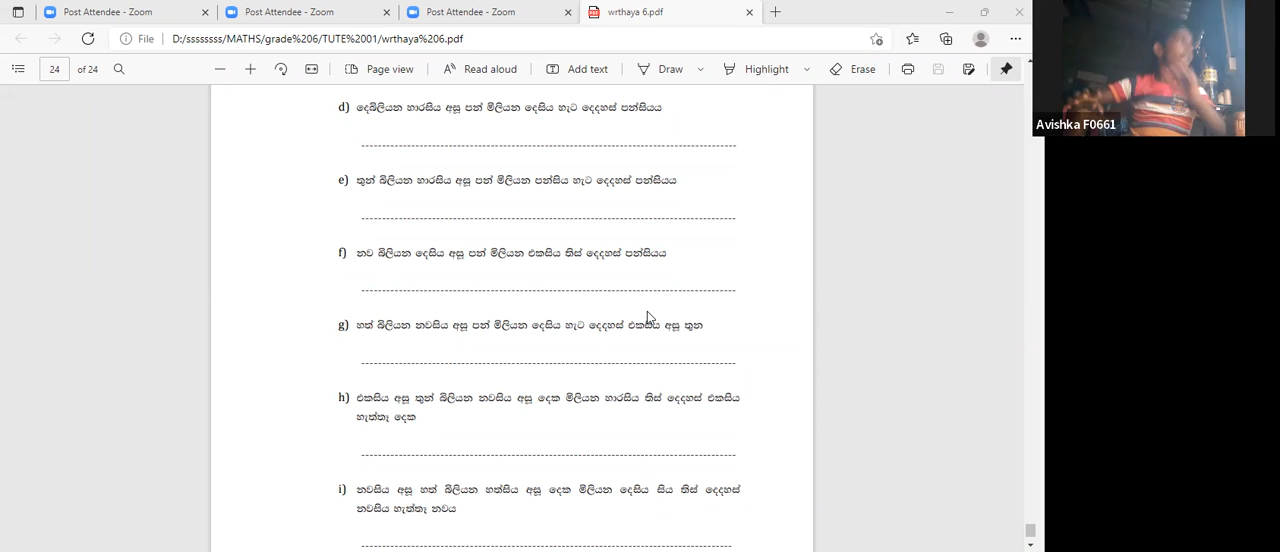 Post Attendee - Zoom
Post Attendee - Zoom
Post Attendee - Zoom
wrthaya 6.pdf
File D:/ssssssss/MATHS/grade%206/TUTE%2001/wrthaya%206.pdf
24 of 24 Page view Read aloud Add text Draw Highlight Erase
Avishka F0661
d) දෙබිලියන හාරසිය අසූ පන් මිලියන දෙසිය හැට දෙදහස් පන්සියය
e) තුන් බිලියන හාරසිය අසූ පන් මිලියන පන්සිය හැට දෙදහස් පන්සියය
f) නව බිලියන දෙසිය අසූ පන් මිලියන එකසිය තිස් දෙදහස් පන්සියය
g) හත් බිලියන නවසිය අසූ පන් මිලියන දෙසිය හැට දෙදහස් එකසිය අසූ තුන
h) එකසිය අසූ තුන් බිලියන නවසිය අසූ දෙක මිලියන හාරසිය තිස් දෙදහස් එකසිය
හැත්තෑ දෙක
i) නවසිය අසූ හත් බිලියන හත්සිය අසූ දෙක මිලියන දෙසිය සිය තිස් දෙදහස්
නවසිය හැත්තෑ නවය